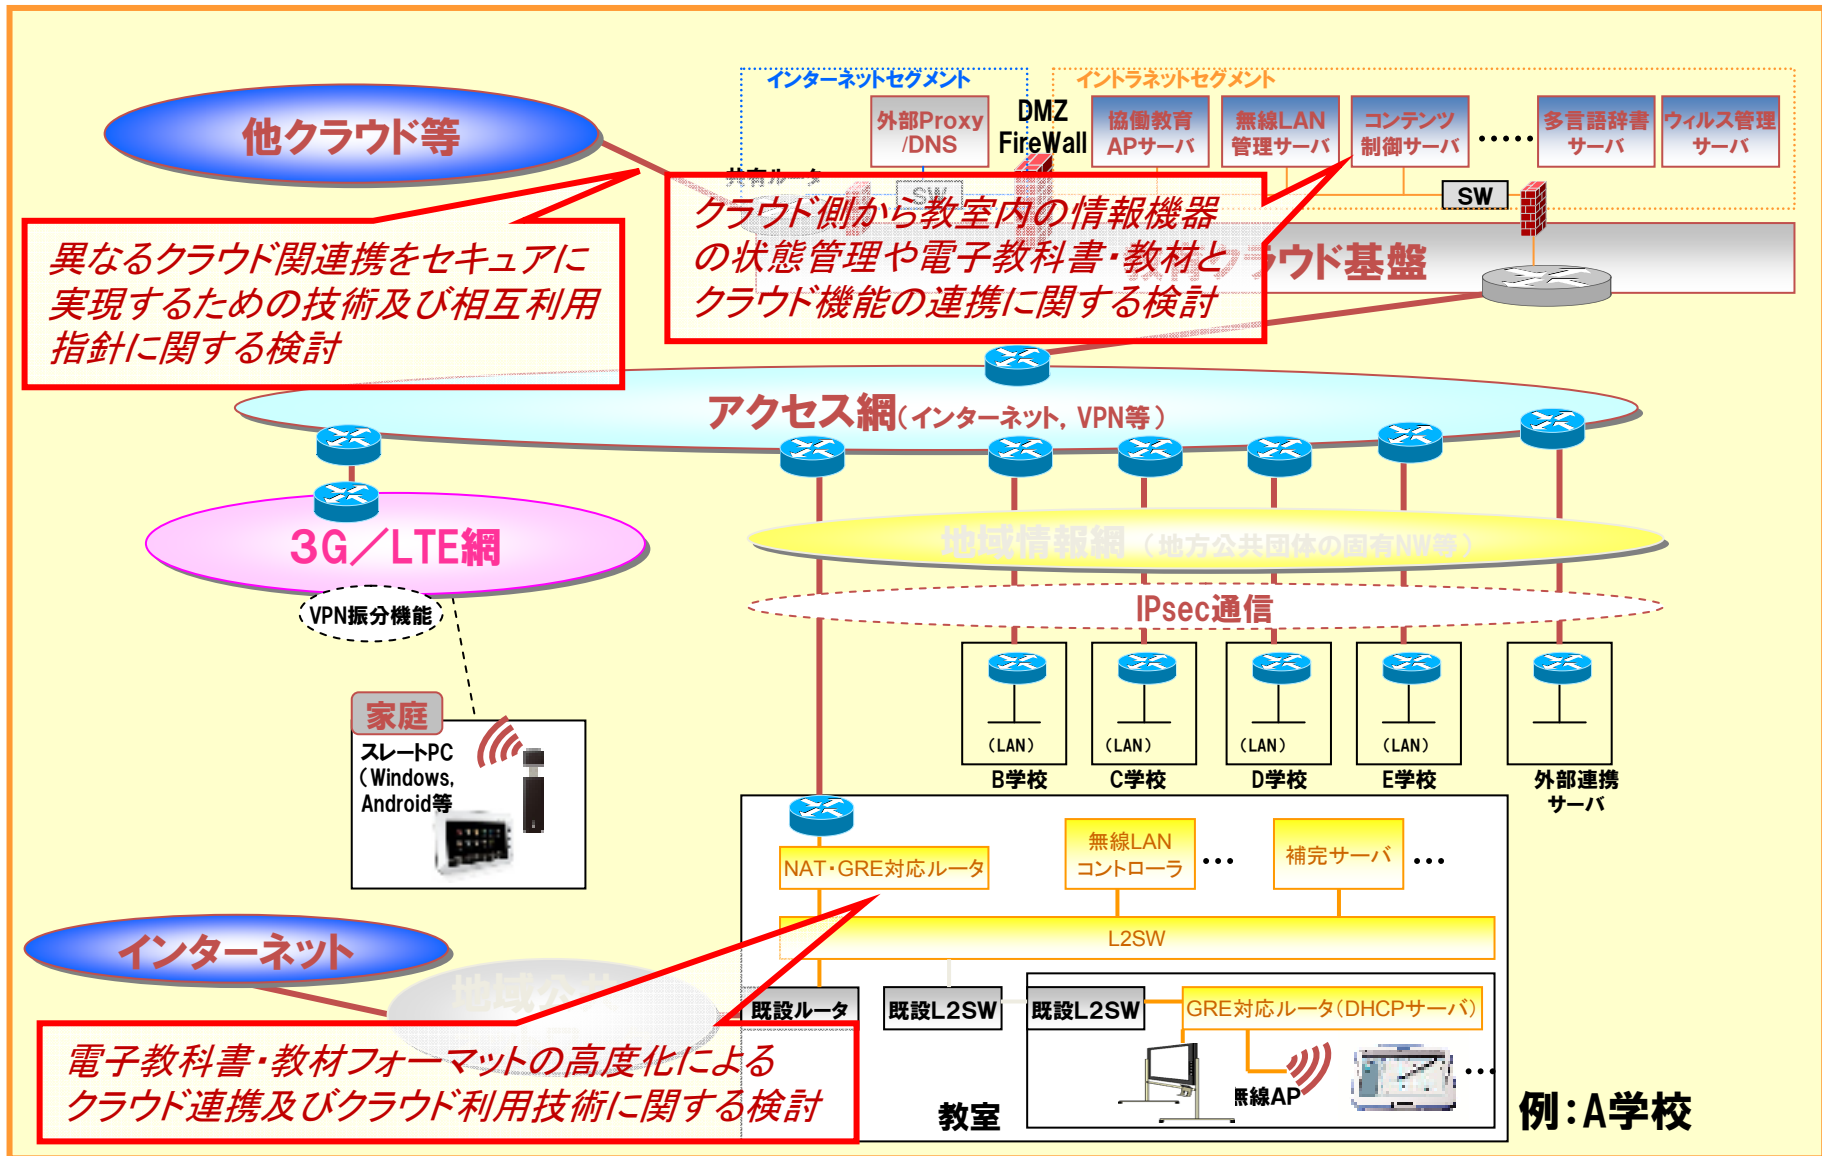 インターネットセグメント
イントラネットセグメント
他クラウド等
外部Proxy
/DNS
DMZ
FireWall
協働教育
APサーバ
無線LAN
管理サーバ
コンテンツ
制御サーバ
・・・・・
多言語辞書
サーバ
ウィルス管理
サーバ
共有ルータ
SW
SW
異なるクラウド関連携をセキュアに
実現するための技術及び相互利用
指針に関する検討
クラウド側から教室内の情報機器
の状態管理や電子教科書・教材と
クラウド機能の連携に関する検討
ラウド基盤
アクセス網(インターネット, VPN等)
3G/LTE網
地域情報網 (地方公共団体の固有NW等)
VPN振分機能
IPsec通信
家庭
スレートPC
(Windows,
Android等
(LAN)
(LAN)
(LAN)
(LAN)
B学校
C学校
D学校
E学校
外部連携
サーバ
NAT・GRE対応ルータ
無線LAN
コントローラ
・・・
補完サーバ
・・・
L2SW
インターネット
既設ルータ
既設L2SW
既設L2SW
GRE対応ルータ(DHCPサーバ)
無線AP
・・・
教室
例:A学校
電子教科書・教材フォーマットの高度化による
クラウド連携及びクラウド利用技術に関する検討